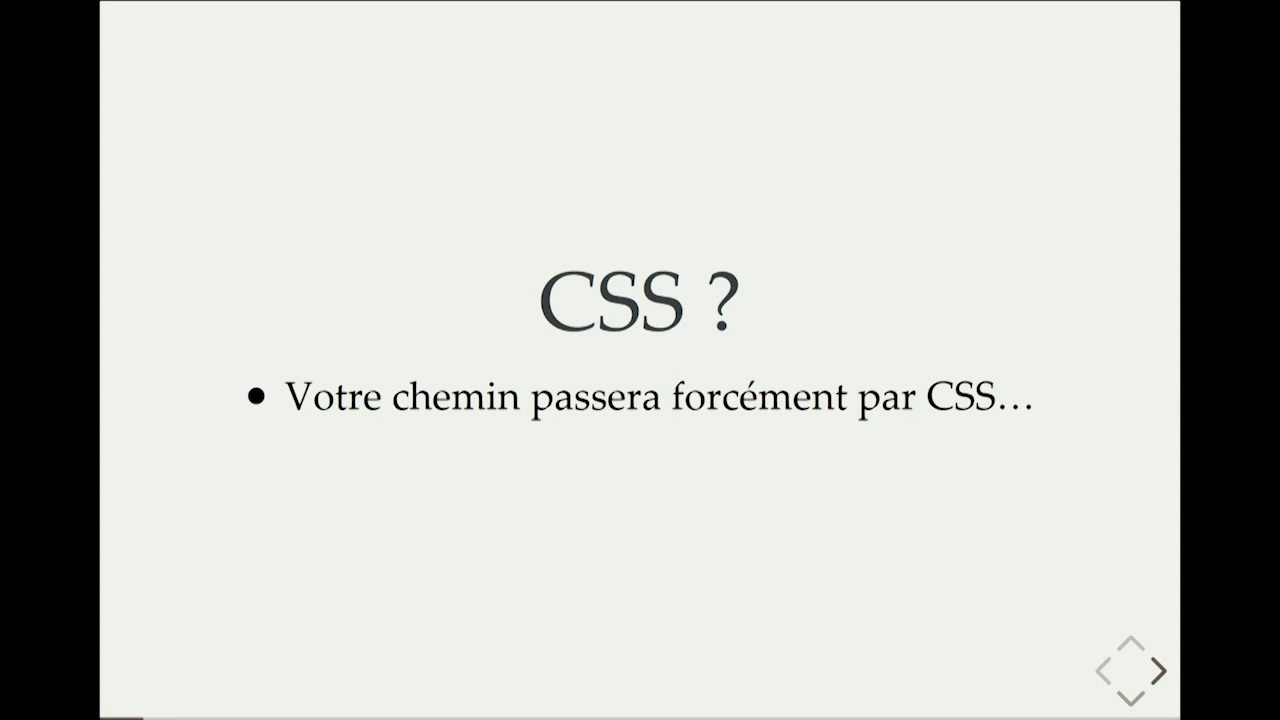 CSS ?
• Votre chemin passera forcément par CSS…